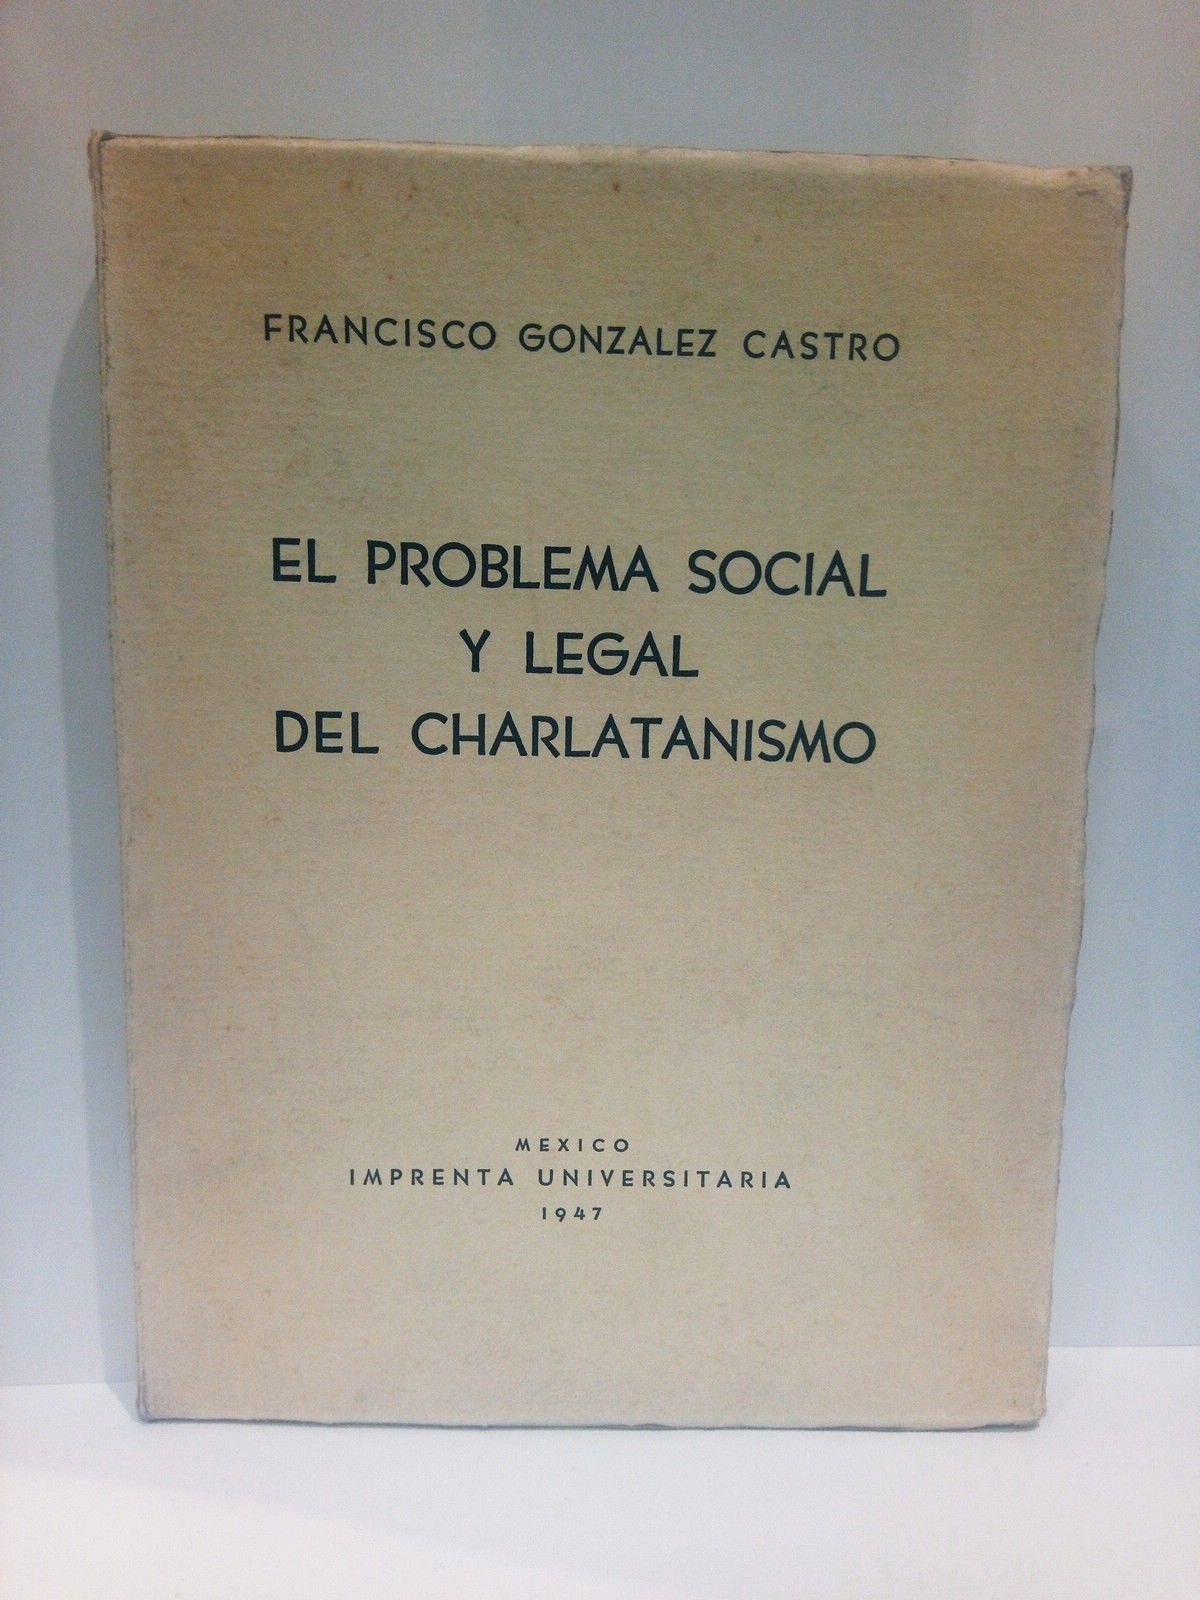 FRANCISCO GONZALEZ CASTRO
EL PROBLEMA SOCIAL
Y LEGAL
DEL CHARLATANISMO
MEXICO
IMPRENTA UNIVERSITARIA
1947